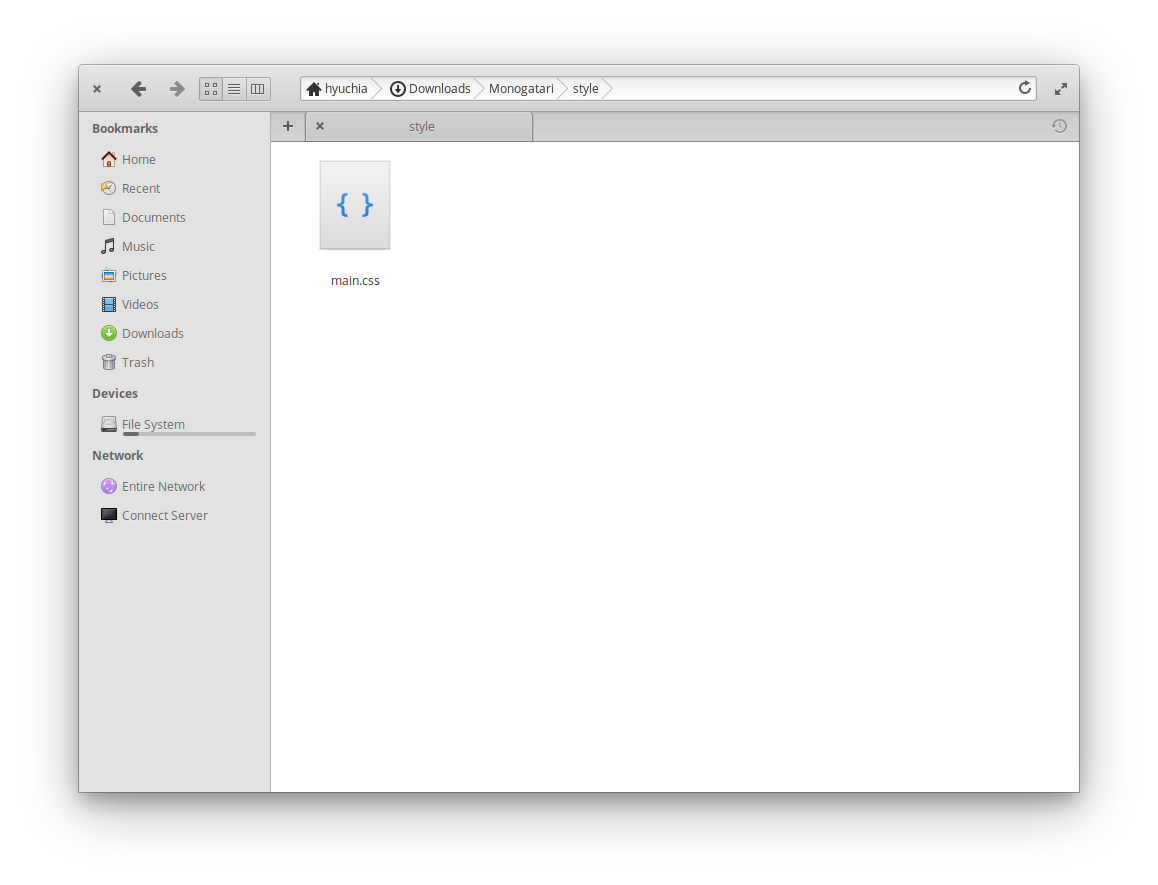 hyuchia Downloads Monogatari style
style
Bookmarks
Home
Recent
Documents
Music
Pictures
Videos
Downloads
Trash
Devices
File System
Network
Entire Network
Connect Server
{ }
main.css